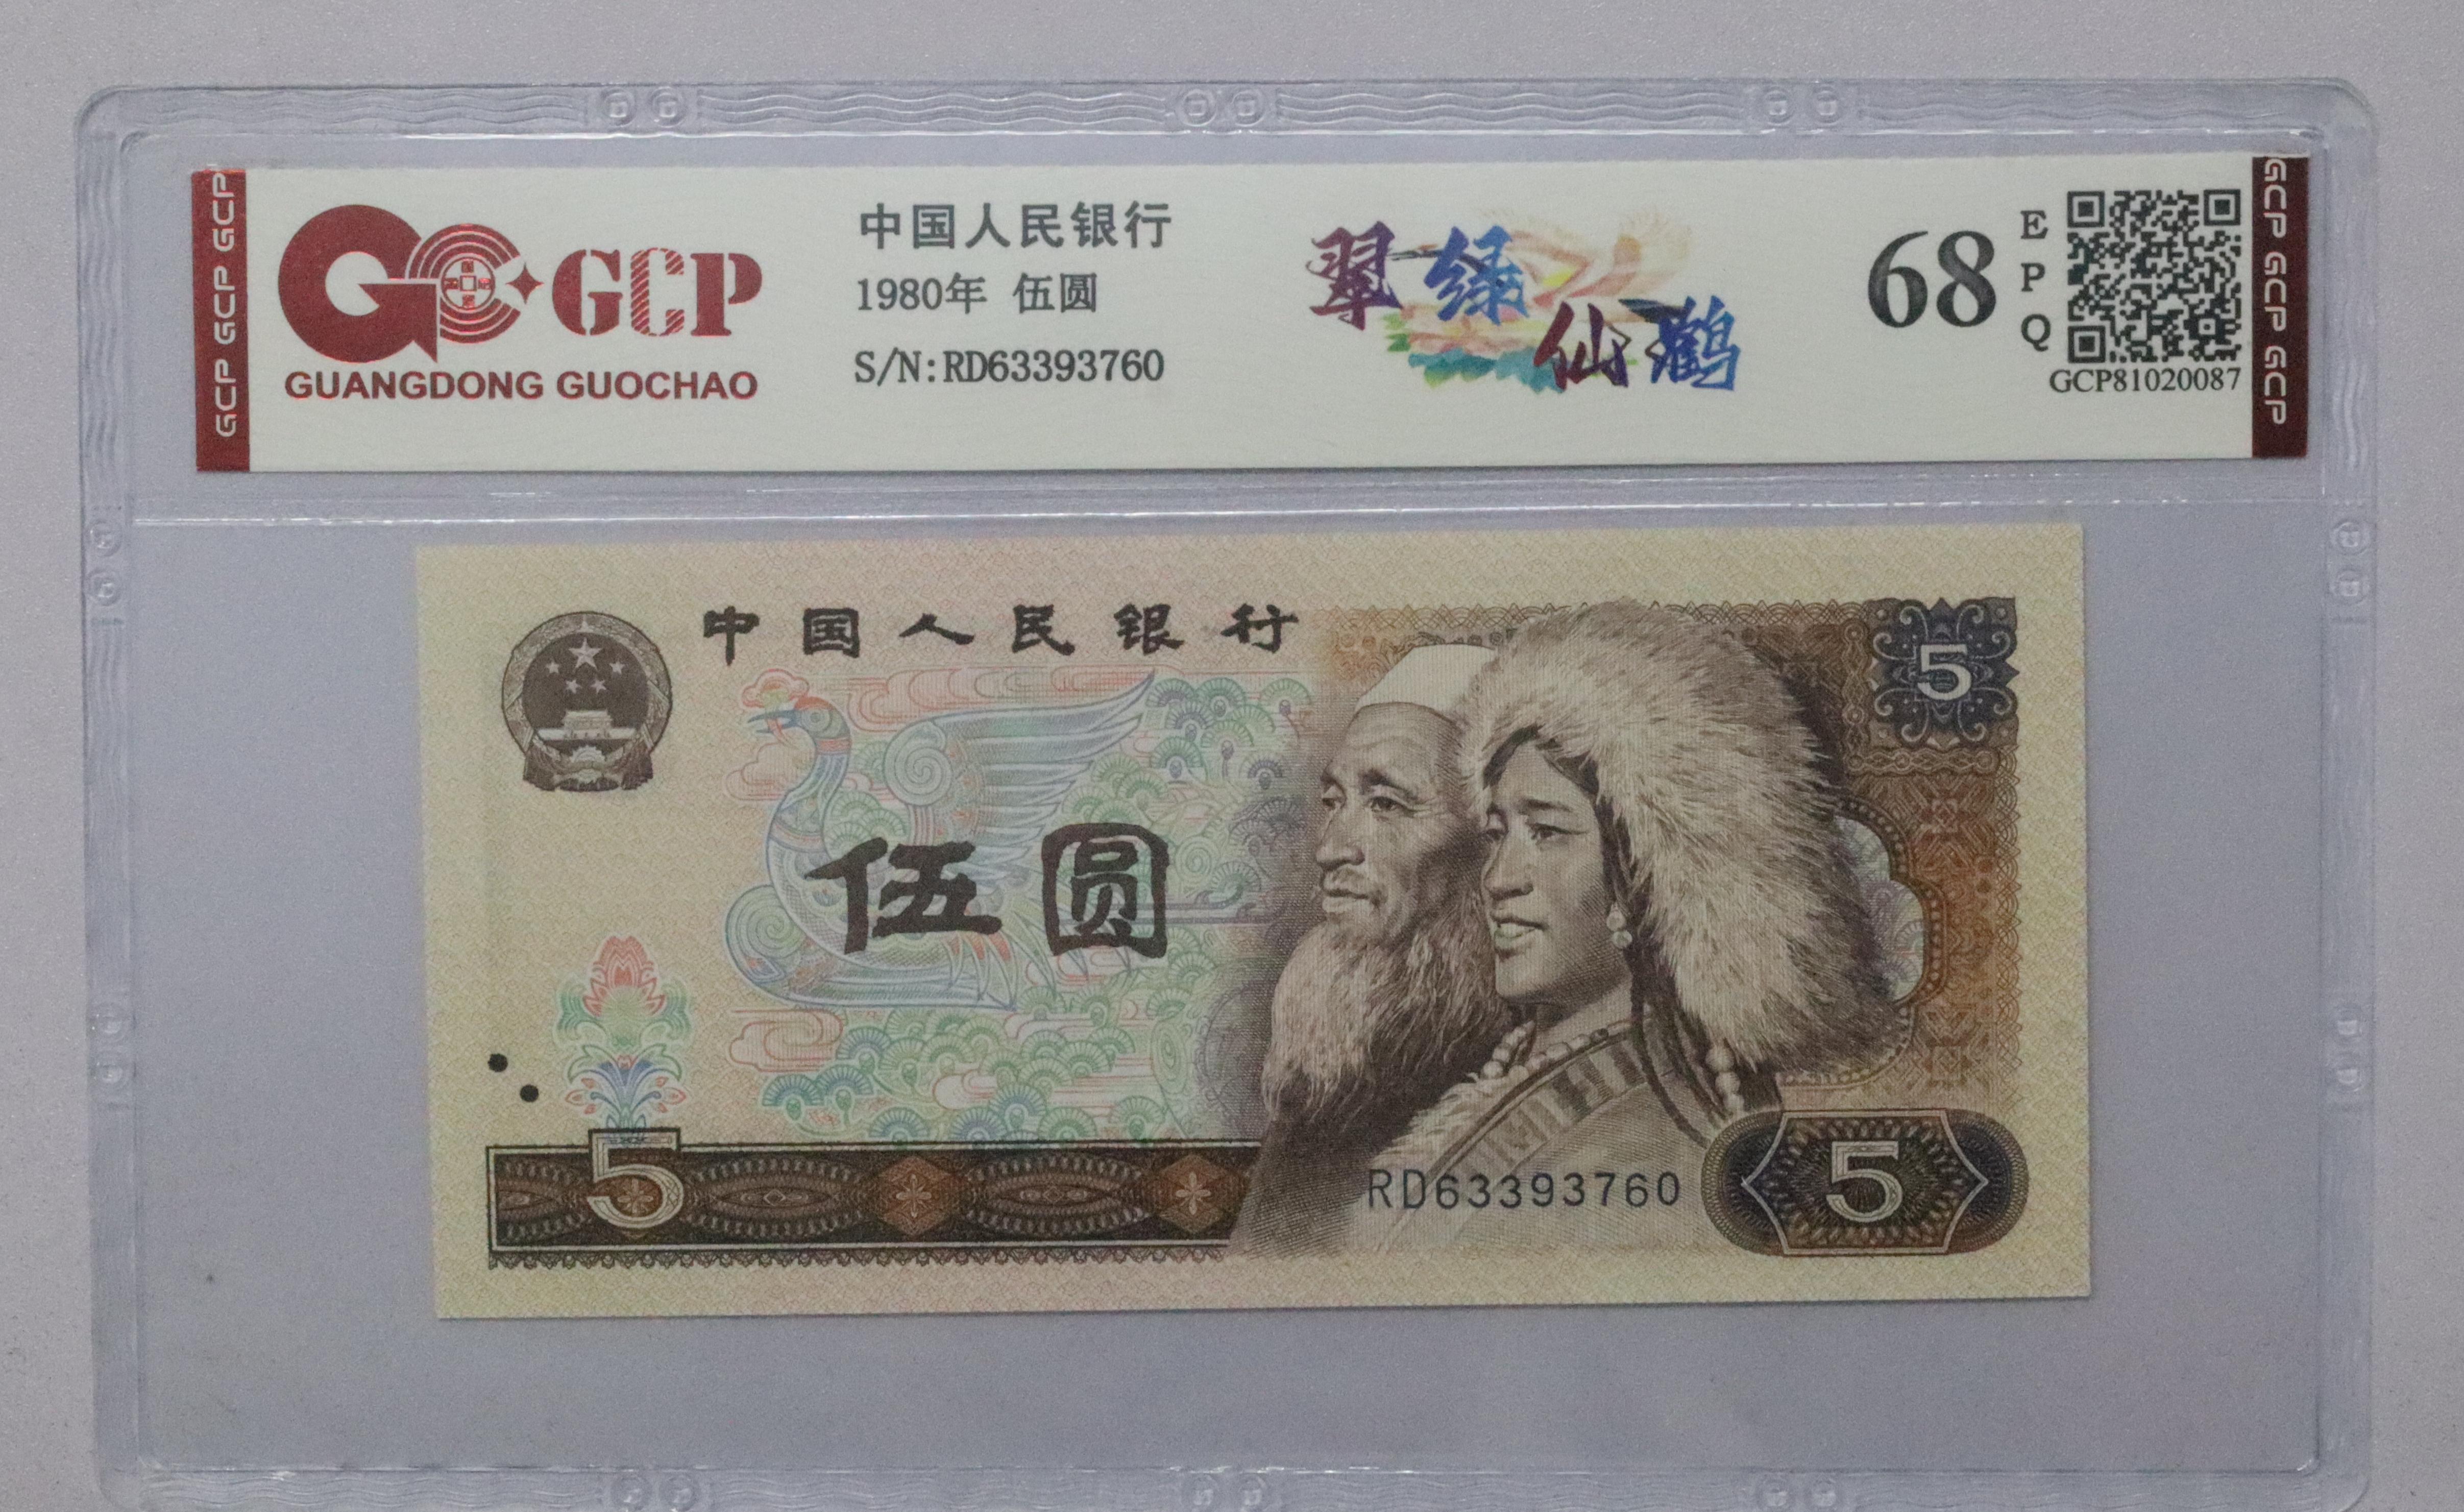 GCP GCP GCP
GCP
GUANGDONG GUOCHAO
中国人民银行
1980年 伍圆
S/N:RD63393760
翠绿
仙鹤
68
EPQ
GCP81020087
GCP GCP GCP
中国人民银行
5
伍圆
5
RD63393760
5